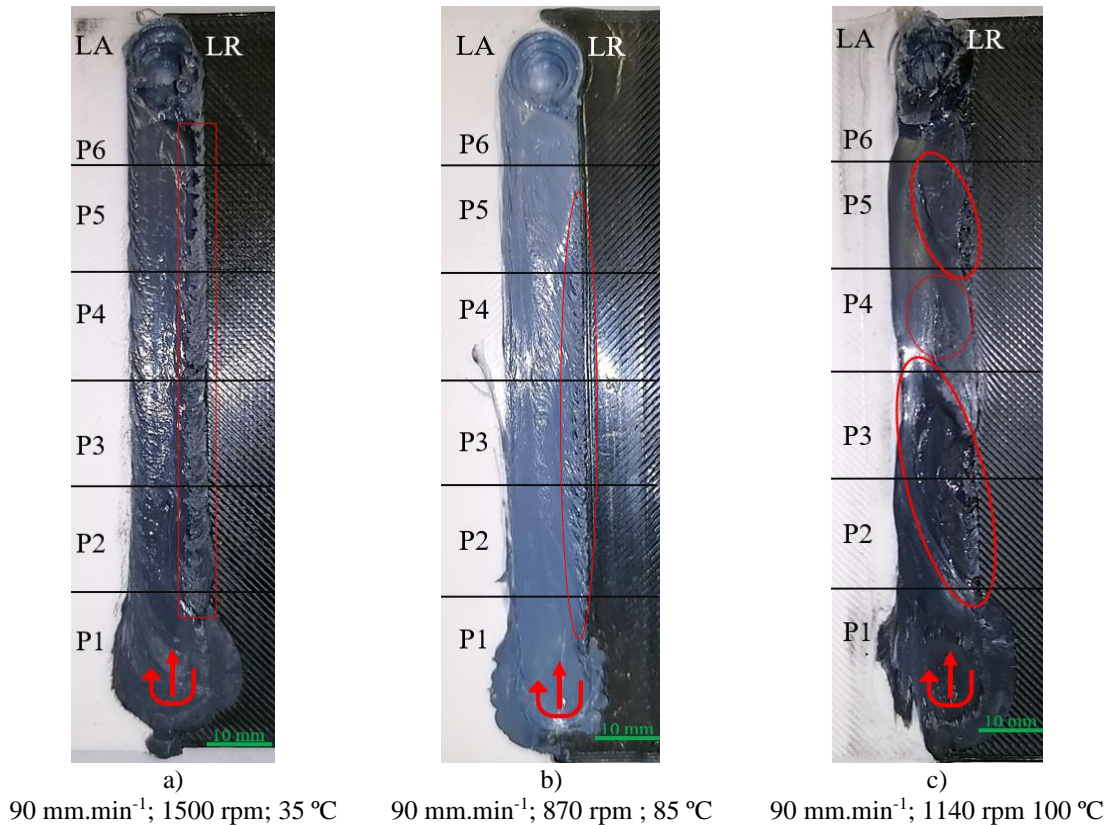 LA LR
P6
P5
P4
P3
P2
P1
10 mm
a)
90 mm.min⁻¹; 1500 rpm; 35 ºC
LA LR
P6
P5
P4
P3
P2
P1
10 mm
b)
90 mm.min⁻¹; 870 rpm ; 85 ºC
LA LR
P6
P5
P4
P3
P2
P1
10 mm
c)
90 mm.min⁻¹; 1140 rpm 100 ºC